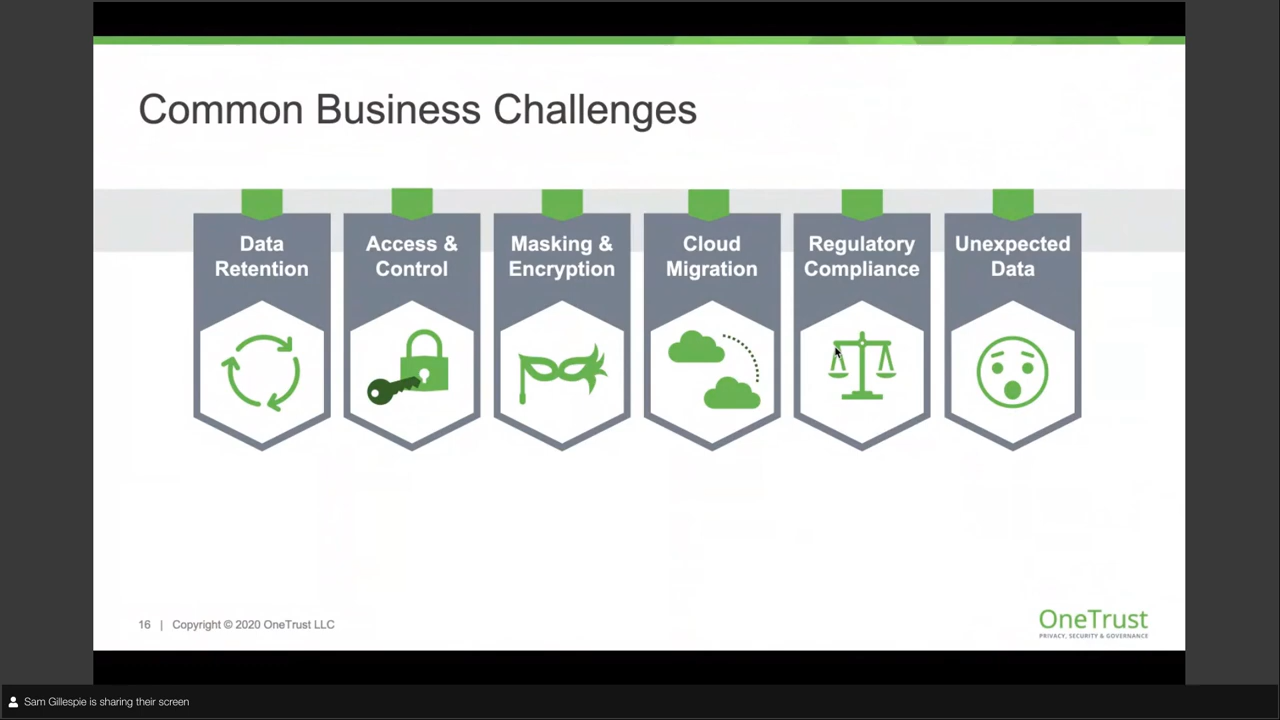 Common Business Challenges
Data
Retention
Access &
Control
Masking &
Encryption
Cloud
Migration
Regulatory
Compliance
Unexpected
Data
16 | Copyright © 2020 OneTrust LLC
OneTrust
PRIVACY, SECURITY & GOVERNANCE
Sam Gillespie is sharing their screen